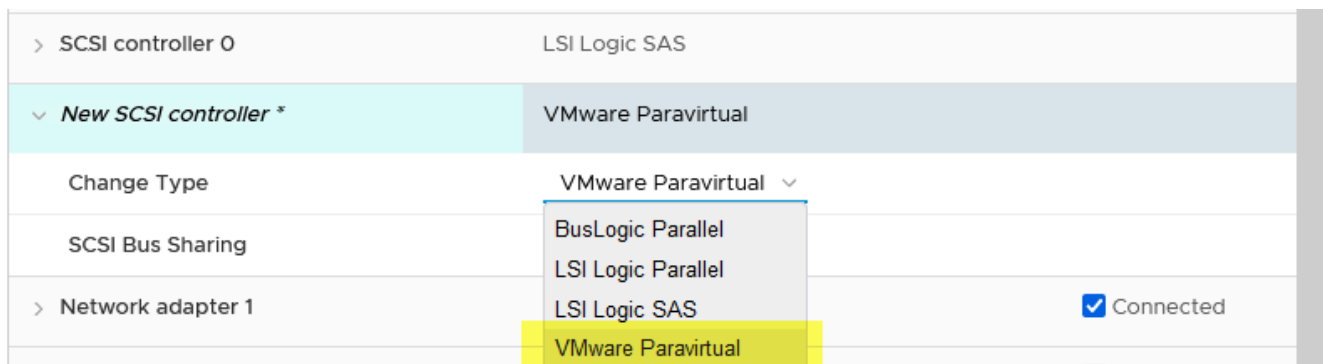 SCSI controller 0 LSI Logic SAS
New SCSI controller * VMware Paravirtual
Change Type VMware Paravirtual
BusLogic Parallel
SCSI Bus Sharing
LSI Logic Parallel
Network adapter 1 LSI Logic SAS Connected
VMware Paravirtual